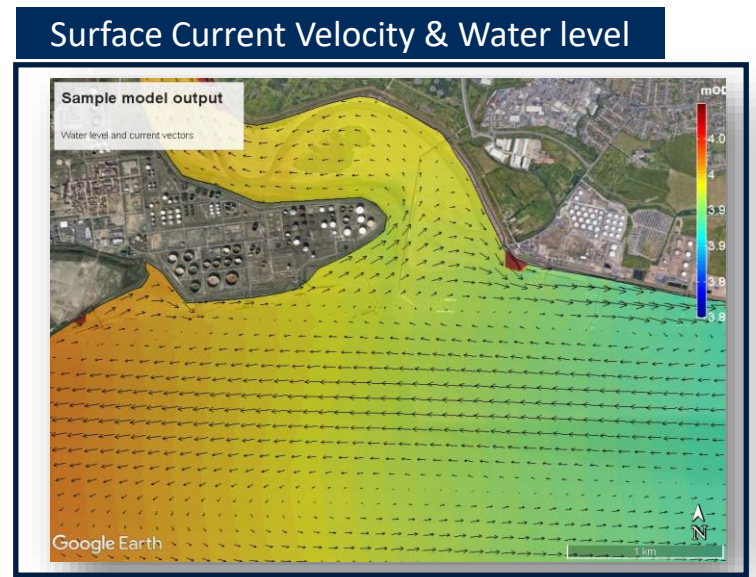 Surface Current Velocity & Water level
Sample model output
Water level and current vectors
mOD
4.0
4
3.9
3.9
3.8
3.8
Google Earth
N
1 km